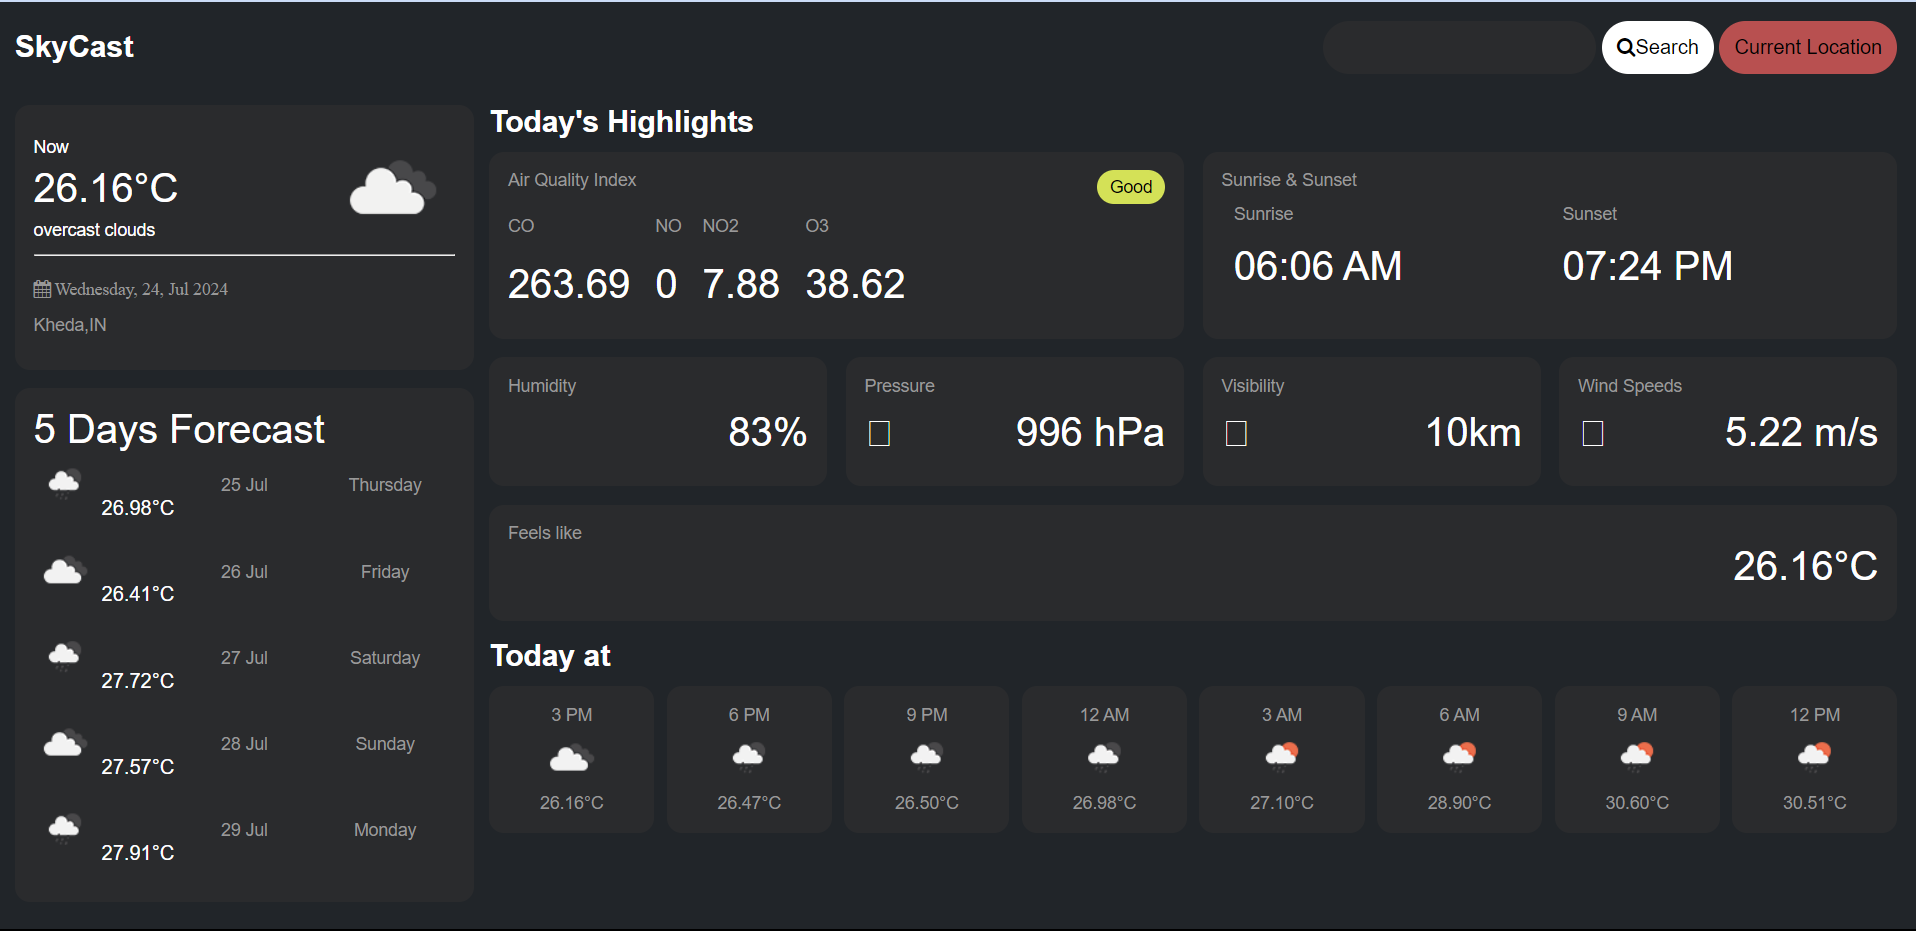 SkyCast
Search
Current Location
Now
26.16°C
overcast clouds
Wednesday, 24, Jul 2024
Kheda,IN
5 Days Forecast
26.98°C 25 Jul Thursday
26.41°C 26 Jul Friday
27.72°C 27 Jul Saturday
27.57°C 28 Jul Sunday
27.91°C 29 Jul Monday
Today's Highlights
Air Quality Index
Good
CO NO NO2 O3
263.69 0 7.88 38.62
Sunrise & Sunset
Sunrise Sunset
06:06 AM 07:24 PM
Humidity
83%
Pressure
996 hPa
Visibility
10km
Wind Speeds
5.22 m/s
Feels like
26.16°C
Today at
3 PM 6 PM 9 PM 12 AM 3 AM 6 AM 9 AM 12 PM
26.16°C 26.47°C 26.50°C 26.98°C 27.10°C 28.90°C 30.60°C 30.51°C